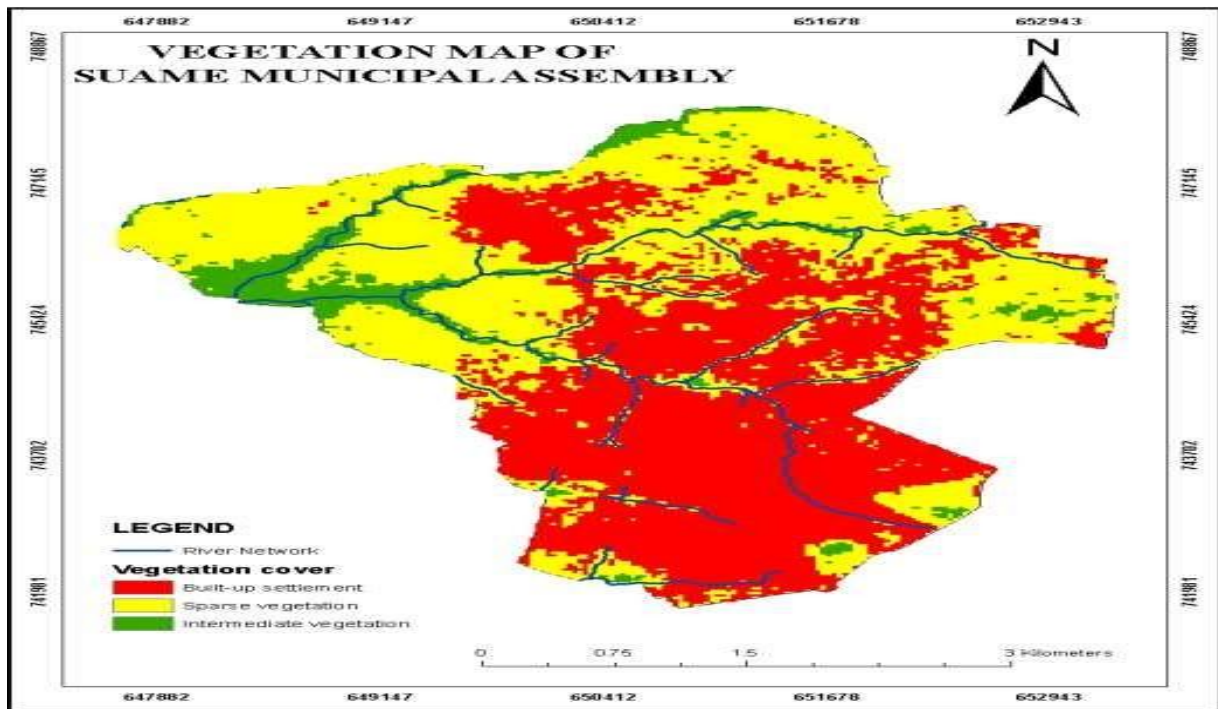 647882 649147 650412 651678 652943
VEGETATION MAP OF
SUAME MUNICIPAL ASSEMBLY
N
748867
747145
745424
743702
741981
748867
747145
745424
743702
741981
LEGEND
River Network
Vegetation cover
Built-up settlement
Sparse vegetation
Intermediate vegetation
0 0.75 1.5 3 Kilometers
647882 649147 650412 651678 652943